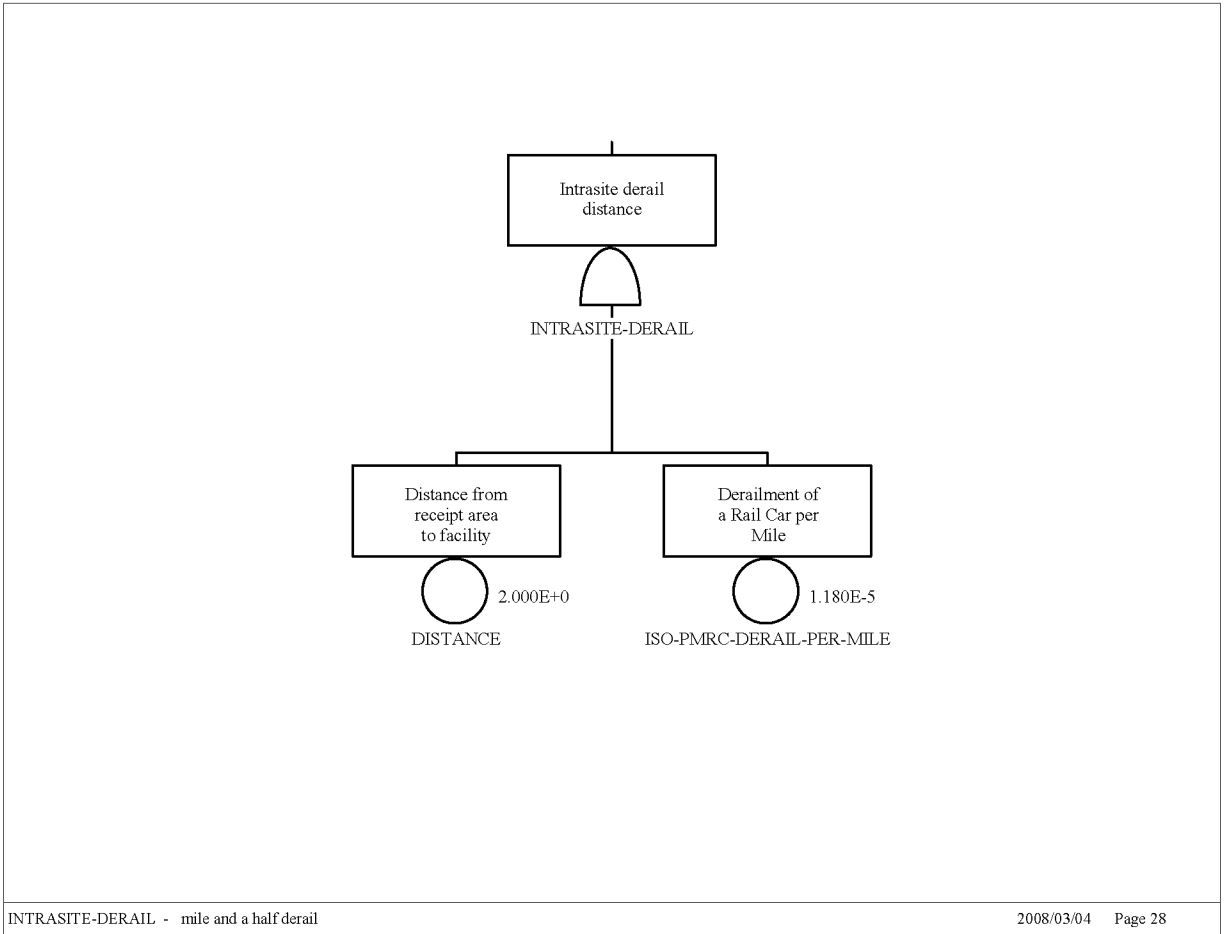 Intrasite derail
distance
INTRASITE-DERAIL
Distance from
receipt area
to facility
2.000E+0
DISTANCE
Derailment of
a Rail Car per
Mile
1.180E-5
ISO-PMRC-DERAIL-PER-MILE
INTRASITE-DERAIL - mile and a half derail
2008/03/04 Page 28